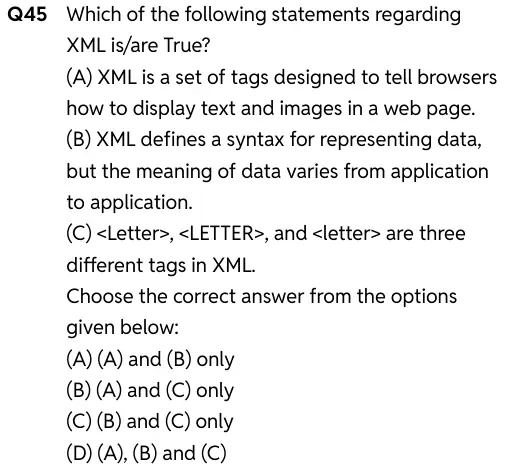 Q45 Which of the following statements regarding
XML is/are True?
(A) XML is a set of tags designed to tell browsers
how to display text and images in a web page.
(B) XML defines a syntax for representing data,
but the meaning of data varies from application
to application.
(C) <Letter>, <LETTER>, and <letter> are three
different tags in XML.
Choose the correct answer from the options
given below:
(A) (A) and (B) only
(B) (A) and (C) only
(C) (B) and (C) only
(D) (A), (B) and (C)